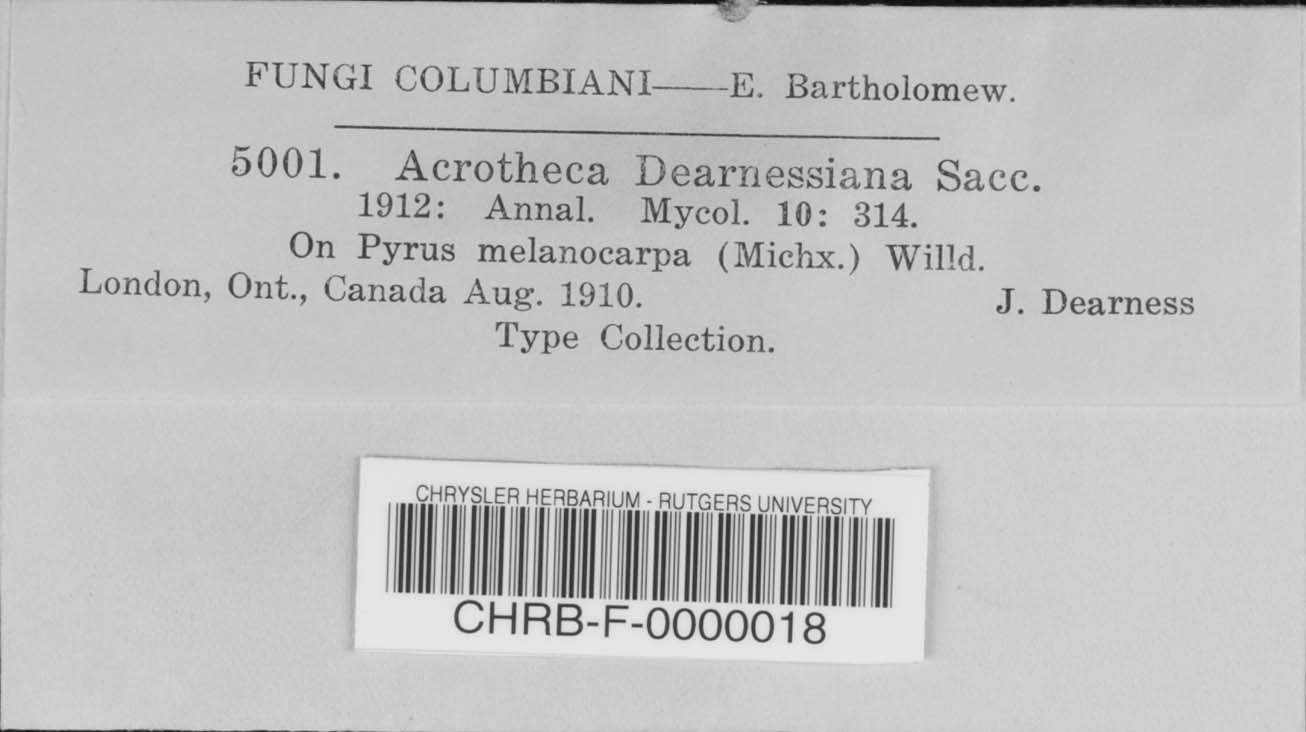 FUNGI COLUMBIANI——E. Bartholomew.
5001. Acrotheca Dearnessiana Sacc.
1912: Annal. Mycol. 10: 314.
On Pyrus melanocarpa (Michx.) Willd.
London, Ont., Canada Aug. 1910. J. Dearness
Type Collection.
CHRYSLER HERBARIUM - RUTGERS UNIVERSITY
CHRB-F-0000018